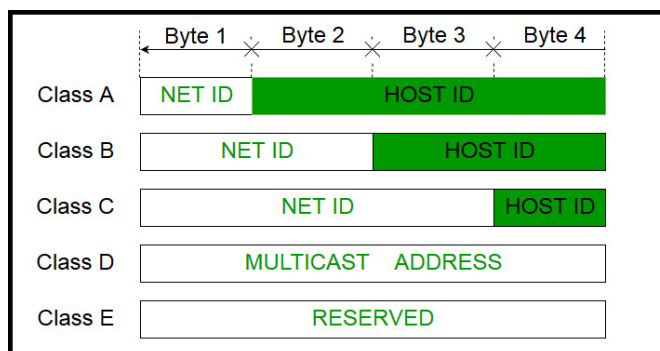 Byte 1 Byte 2 Byte 3 Byte 4
Class A NET ID HOST ID
Class B NET ID HOST ID
Class C NET ID HOST ID
Class D MULTICAST ADDRESS
Class E RESERVED